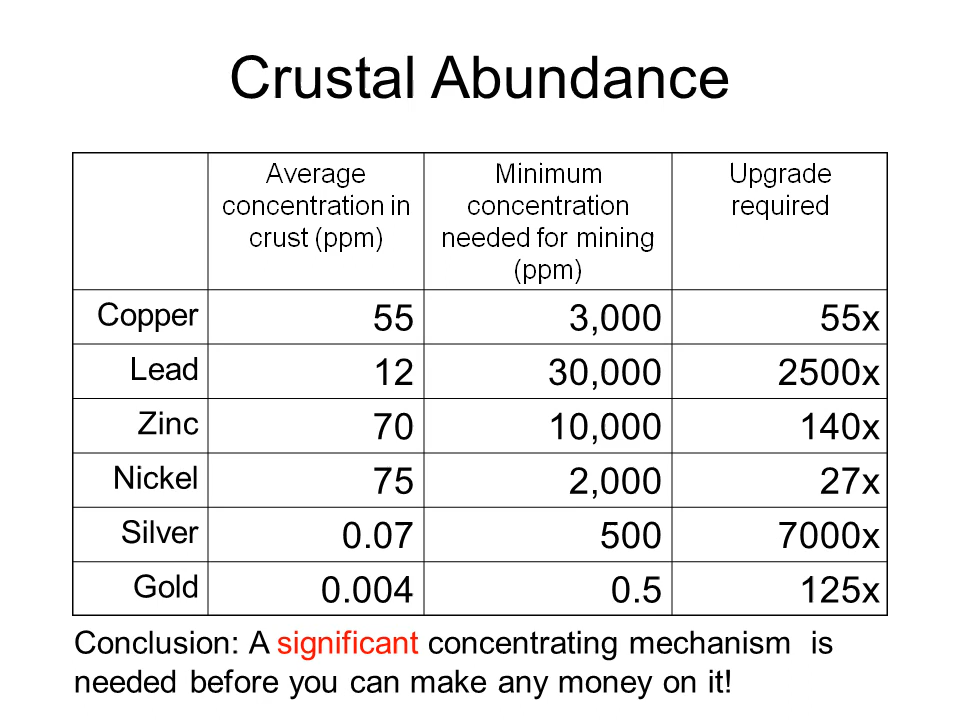 Crustal Abundance
Average concentration in crust (ppm) Minimum concentration needed for mining (ppm) Upgrade required
Copper 55 3,000 55x
Lead 12 30,000 2500x
Zinc 70 10,000 140x
Nickel 75 2,000 27x
Silver 0.07 500 7000x
Gold 0.004 0.5 125x
Conclusion: A significant concentrating mechanism is
needed before you can make any money on it!